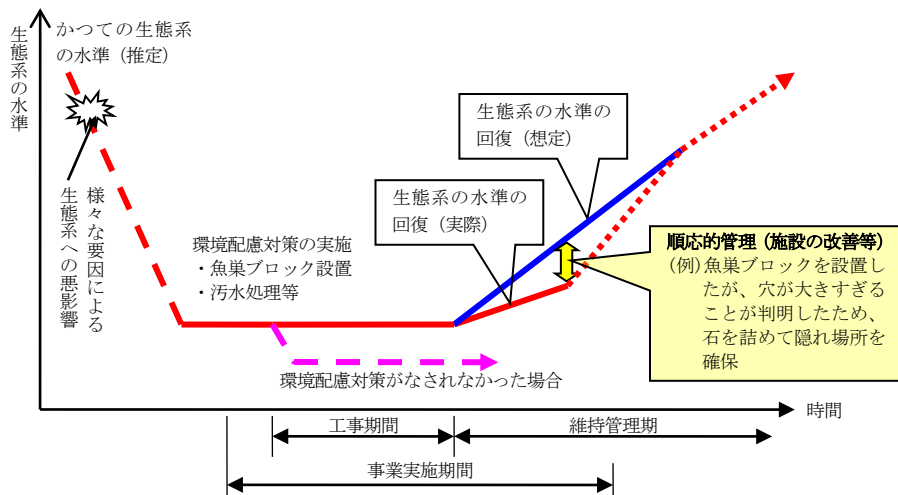 生態系の水準
かつての生態系
の水準（推定）
様々な要因による
生態系への悪影響
環境配慮対策の実施
・魚巣ブロック設置
・汚水処理等
生態系の水準の
回復（想定）
生態系の水準の
回復（実際）
順応的管理（施設の改善等）
（例）魚巣ブロックを設置し
たが、穴が大きすぎる
ことが判明したため、
石を詰めて隠れ場所を
確保
環境配慮対策がなされなかった場合
時間
工事期間
維持管理期
事業実施期間